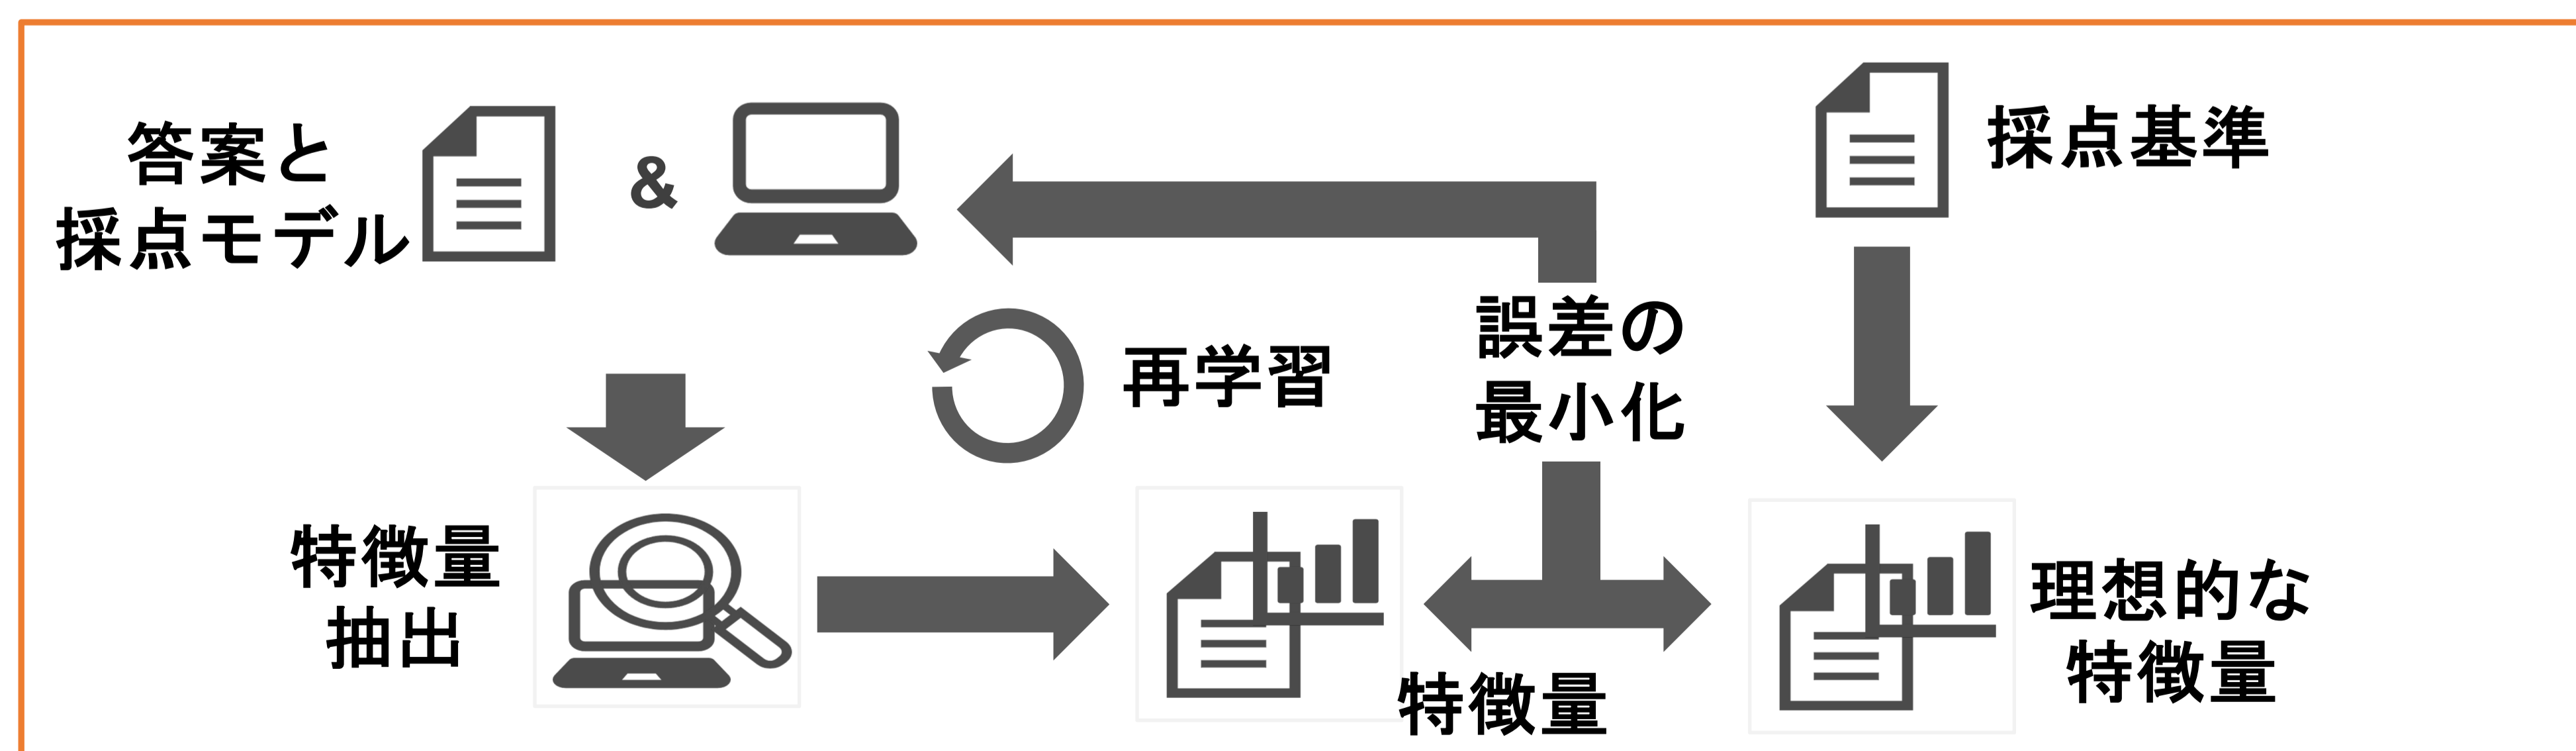 答案と
採点モデル
&
採点基準
再学習
誤差の
最小化
特徴量
抽出
特徴量
理想的な
特徴量